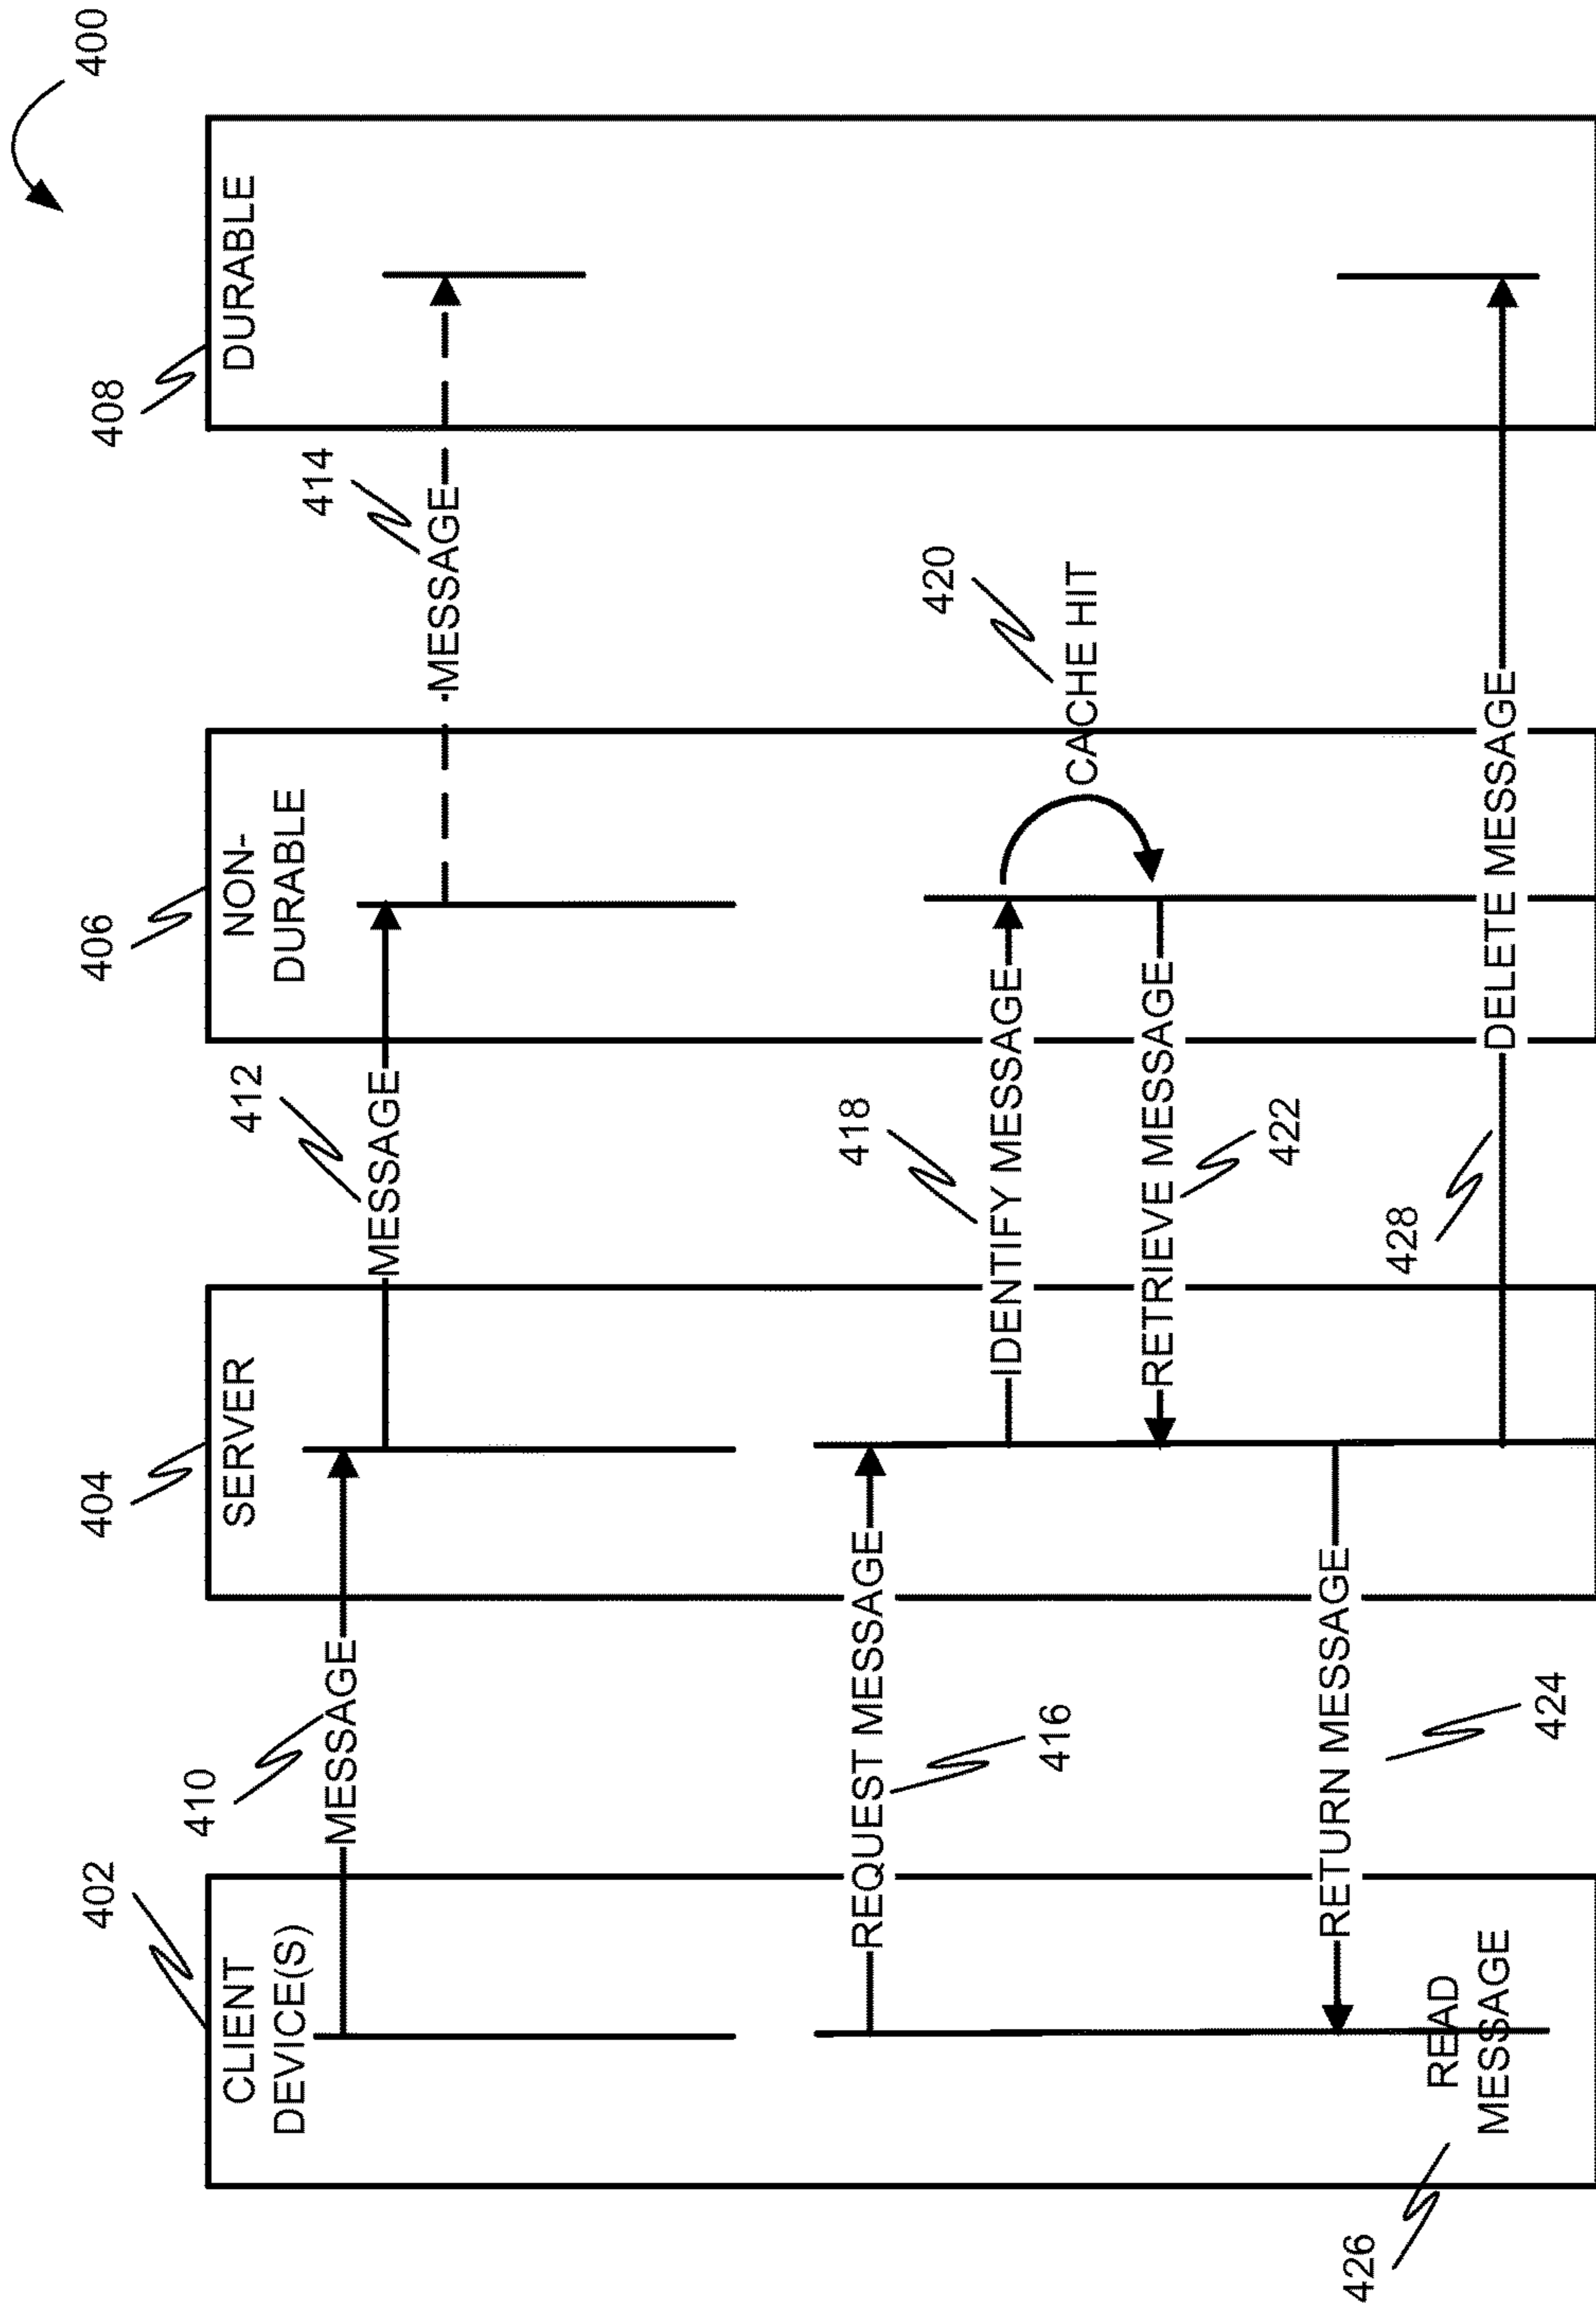 400
402
404
406
408
CLIENT
DEVICE(S)
SERVER
NON-
DURABLE
DURABLE
410
MESSAGE
412
MESSAGE
414
MESSAGE
REQUEST MESSAGE
416
418
IDENTIFY MESSAGE
420
CACHE HIT
RETRIEVE MESSAGE
422
RETURN MESSAGE
424
READ
MESSAGE
426
428
DELETE MESSAGE